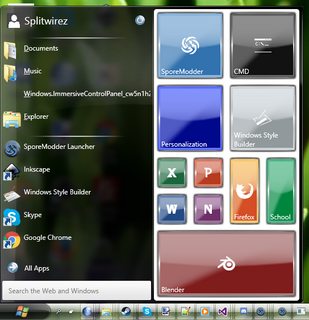 Splitwirez
Documents
Music
Windows.ImmersiveControlPanel_cw5n1h2
Explorer
SporeModder Launcher
Inkscape
Windows Style Builder
Skype
Google Chrome
All Apps
Search the Web and Windows
SporeModder
CMD
Personalization
Windows Style
Builder
X
P
W
N
Firefox
School
Blender